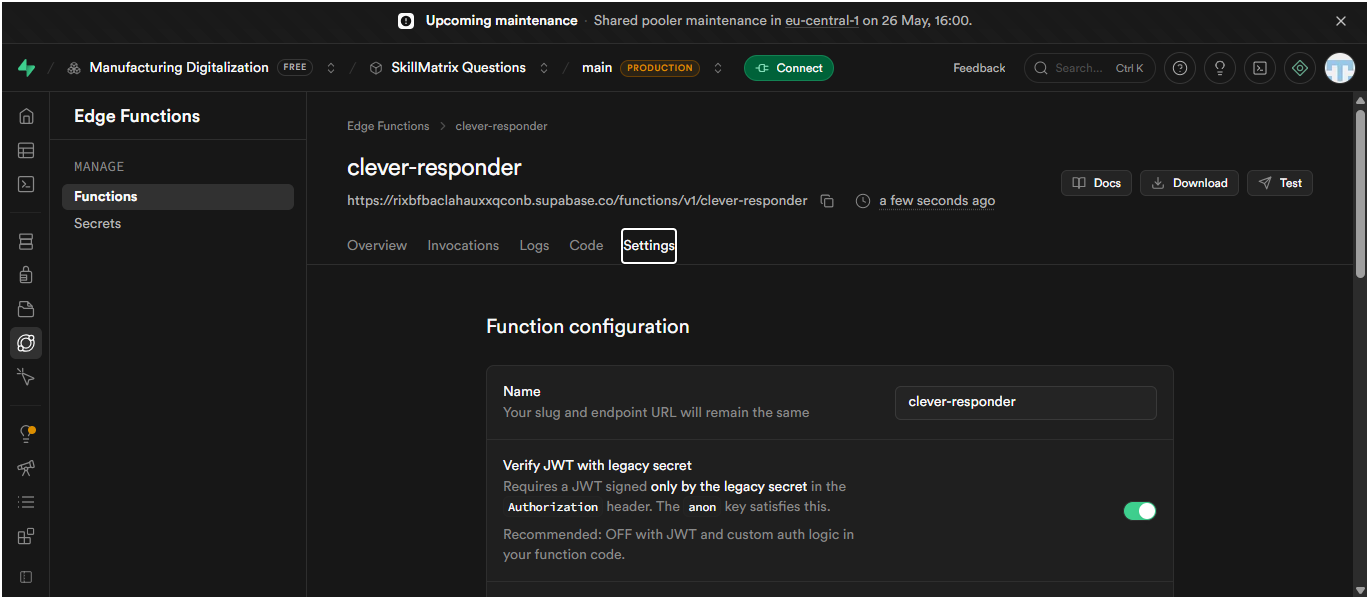 Upcoming maintenance · Shared pooler maintenance in eu-central-1 on 26 May, 16:00.
Manufacturing Digitalization FREE / SkillMatrix Questions / main PRODUCTION Connect Feedback Search... Ctrl K
Edge Functions
MANAGE
Functions
Secrets
Edge Functions > clever-responder
clever-responder
https://rixbfbaclahauxxqconb.supabase.co/functions/v1/clever-responder a few seconds ago
Docs Download Test
Overview Invocations Logs Code Settings
Function configuration
Name
Your slug and endpoint URL will remain the same
clever-responder
Verify JWT with legacy secret
Requires a JWT signed only by the legacy secret in the
Authorization header. The anon key satisfies this.
Recommended: OFF with JWT and custom auth logic in
your function code.